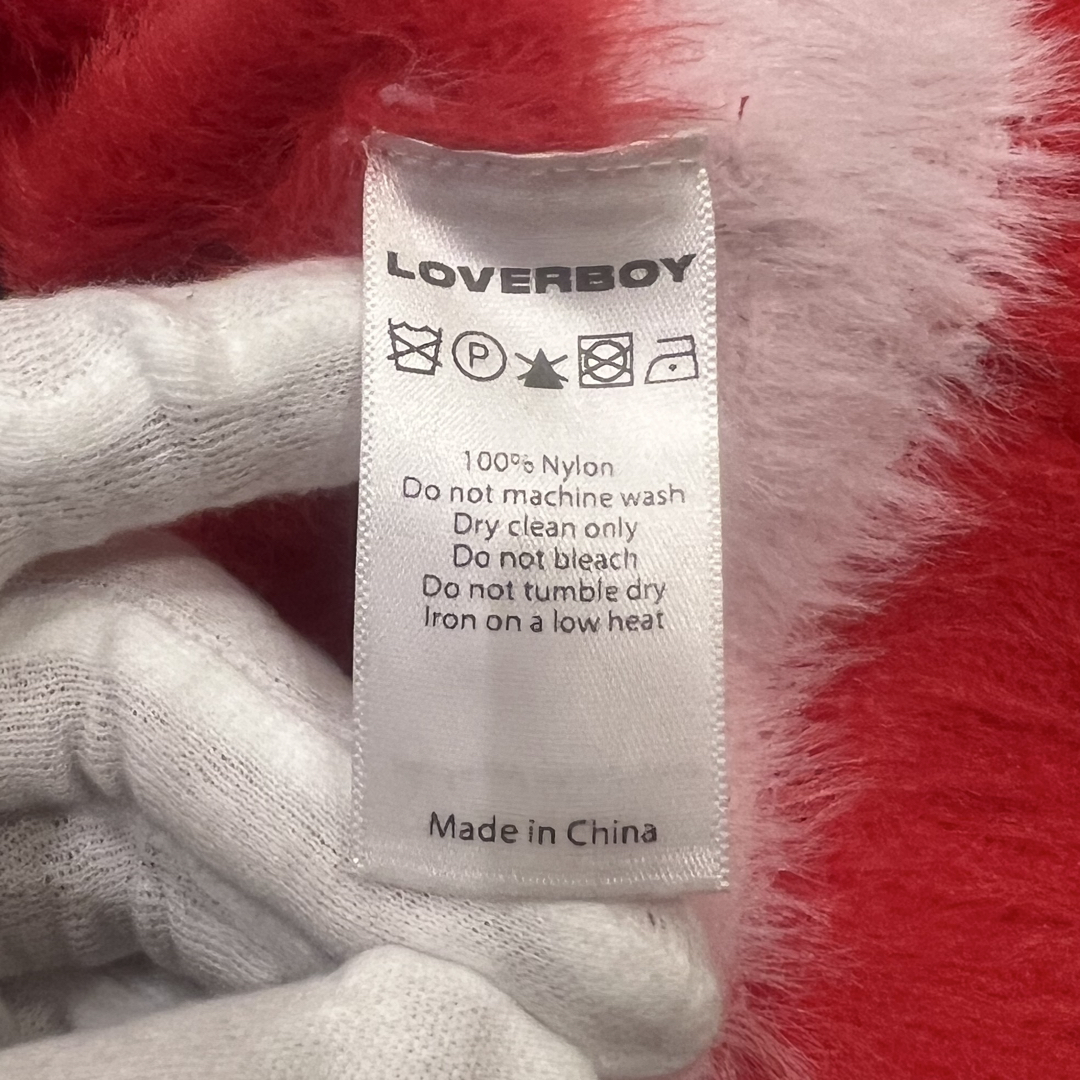 LOVERBOY
P
100% Nylon
Do not machine wash
Dry clean only
Do not bleach
Do not tumble dry
Iron on a low heat
Made in China